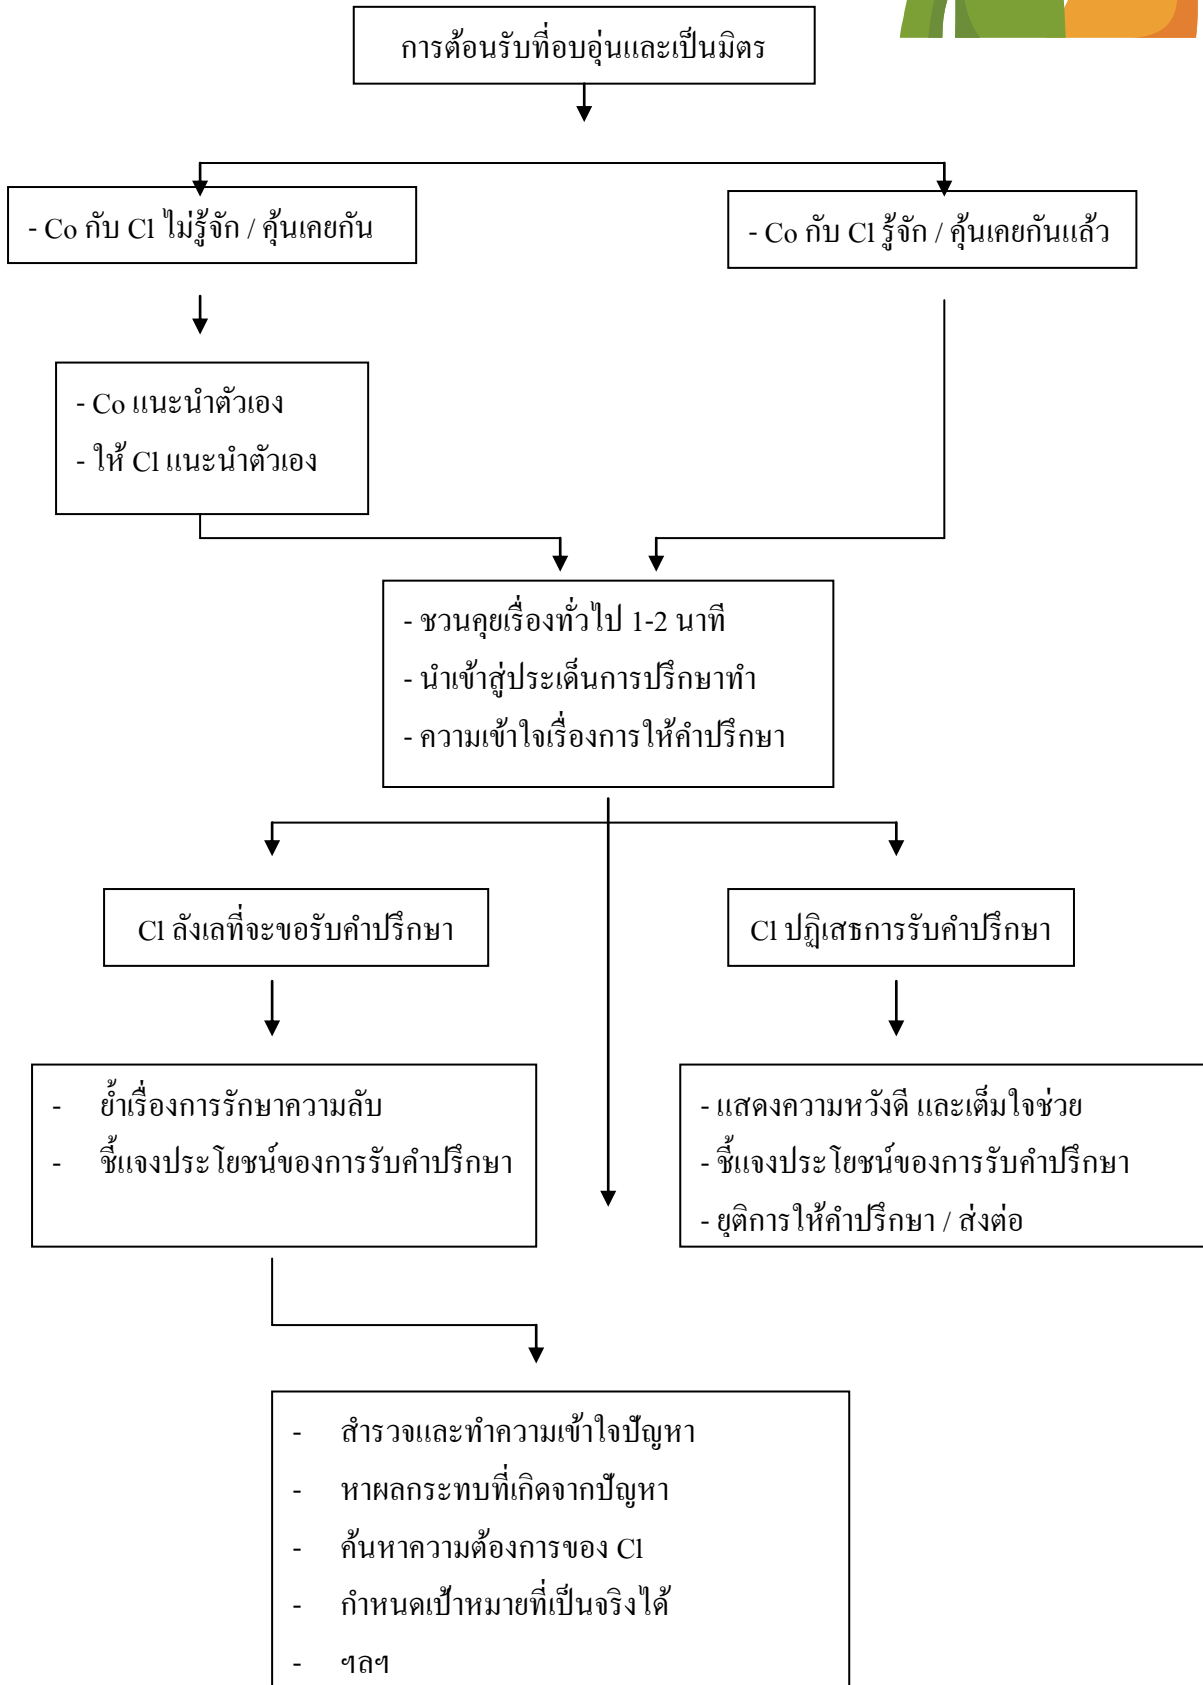 การต้อนรับที่อบอุ่นและเป็นมิตร
- Co กับ Cl ไม่รู้จัก / คุ้นเคยกัน
- Co กับ Cl รู้จัก / คุ้นเคยกันแล้ว
- Co แนะนำตัวเอง
- ให้ Cl แนะนำตัวเอง
- ชวนคุยเรื่องทั่วไป 1-2 นาที
- นำเข้าสู่ประเด็นการปรึกษาทำ
- ความเข้าใจเรื่องการให้คำปรึกษา
Cl ลังเลที่จะขอรับคำปรึกษา
Cl ปฏิเสธการรับคำปรึกษา
- ย้ำเรื่องการรักษาความลับ
- ชี้แจงประโยชน์ของการรับคำปรึกษา
- แสดงความหวังดี และเต็มใจช่วย
- ชี้แจงประโยชน์ของการรับคำปรึกษา
- ยุติการให้คำปรึกษา / ส่งต่อ
- สำรวจและทำความเข้าใจปัญหา
- หาผลกระทบที่เกิดจากปัญหา
- ค้นหาความต้องการของ Cl
- กำหนดเป้าหมายที่เป็นจริงได้
- ฯลฯ